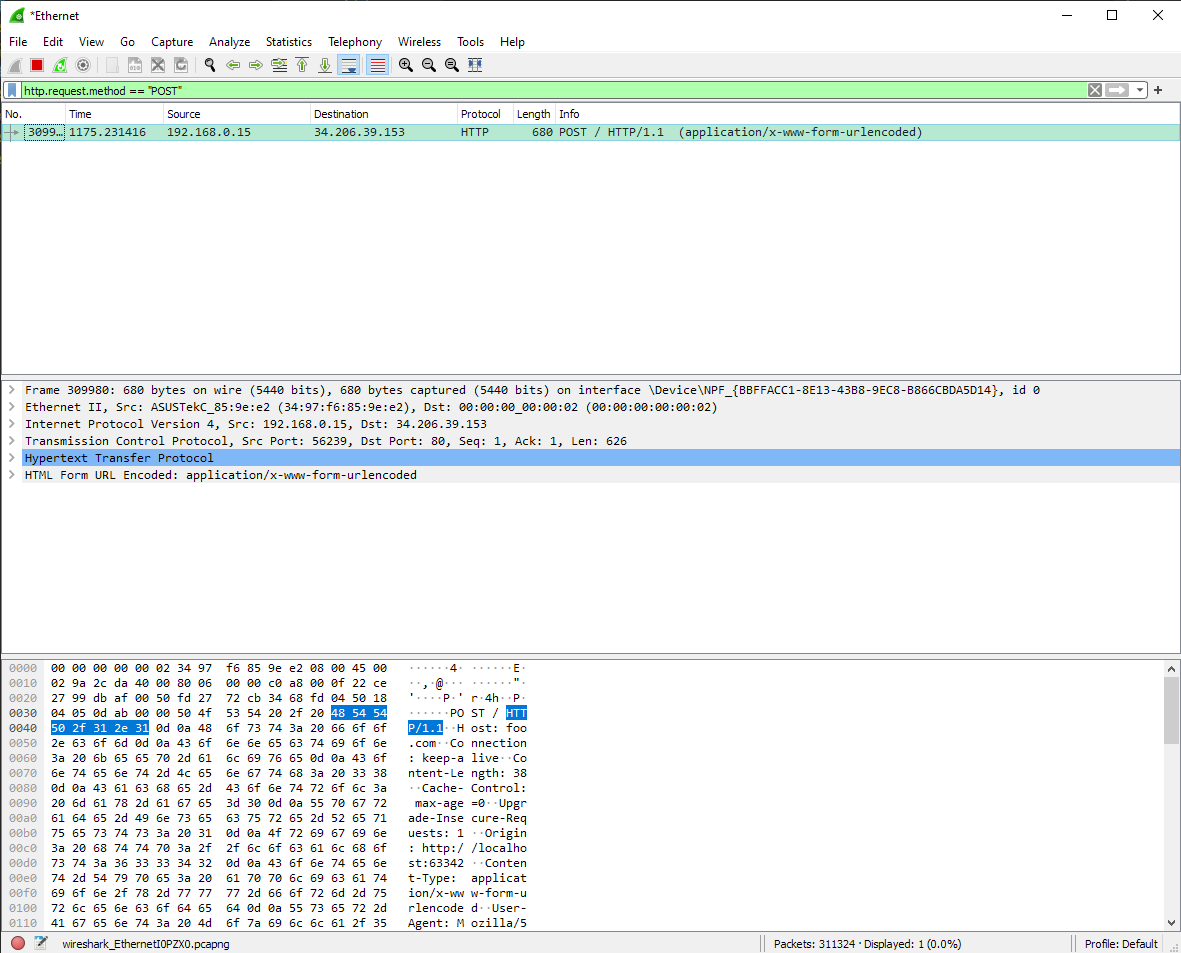 *Ethernet
File Edit View Go Capture Analyze Statistics Telephony Wireless Tools Help
http.request.method == "POST"
No. Time Source Destination Protocol Length Info
3099… 1175.231416 192.168.0.15 34.206.39.153 HTTP 680 POST / HTTP/1.1 (application/x-www-form-urlencoded)
Frame 309980: 680 bytes on wire (5440 bits), 680 bytes captured (5440 bits) on interface \Device\NPF_{BBFFACC1-8E13-43B8-9EC8-B866CBDA5D14}, id 0
Ethernet II, Src: ASUSTekC_85:9e:e2 (34:97:f6:85:9e:e2), Dst: 00:00:00_00:00:02 (00:00:00:00:00:02)
Internet Protocol Version 4, Src: 192.168.0.15, Dst: 34.206.39.153
Transmission Control Protocol, Src Port: 56239, Dst Port: 80, Seq: 1, Ack: 1, Len: 626
Hypertext Transfer Protocol
HTML Form URL Encoded: application/x-www-form-urlencoded
0000 00 00 00 00 00 02 34 97 f6 85 9e e2 08 00 45 00 ······4· ······E·
0010 02 9a 2c da 40 00 80 06 00 00 c0 a8 00 0f 22 ce ··,·@··· ······"·
0020 27 99 db af 00 50 fd 27 72 cb 34 68 fd 04 50 18 '····P·' r·4h··P·
0030 04 05 0d ab 00 00 50 4f 53 54 20 2f 20 48 54 54 ······PO ST / HTT
0040 50 2f 31 2e 31 0d 0a 48 6f 73 74 3a 20 66 6f 6f P/1.1··H ost: foo
0050 2e 63 6f 6d 0d 0a 43 6f 6e 6e 65 63 74 69 6f 6e .com··Co nnection
0060 3a 20 6b 65 65 70 2d 61 6c 69 76 65 0d 0a 43 6f : keep-a live··Co
0070 6e 74 65 6e 74 2d 4c 65 6e 67 74 68 3a 20 33 38 ntent-Le ngth: 38
0080 0d 0a 43 61 63 68 65 2d 43 6f 6e 74 72 6f 6c 3a ··Cache- Control:
0090 20 6d 61 78 2d 61 67 65 3d 30 0d 0a 55 70 67 72 max-age =0··Upgr
00a0 61 64 65 2d 49 6e 73 65 63 75 72 65 2d 52 65 71 ade-Inse cure-Req
00b0 75 65 73 74 73 3a 20 31 0d 0a 4f 72 69 67 69 6e uests: 1 ··Origin
00c0 3a 20 68 74 74 70 3a 2f 2f 6c 6f 63 61 6c 68 6f : http:/ /localho
00d0 73 74 3a 36 33 33 34 32 0d 0a 43 6f 6e 74 65 6e st:63342 ··Conten
00e0 74 2d 54 79 70 65 3a 20 61 70 70 6c 69 63 61 74 t-Type: applicat
00f0 69 6f 6e 2f 78 2d 77 77 77 2d 66 6f 72 6d 2d 75 ion/x-ww w-form-u
0100 72 6c 65 6e 63 6f 64 65 64 0d 0a 55 73 65 72 2d rlencode d··User-
0110 41 67 65 6e 74 3a 20 4d 6f 7a 69 6c 6c 61 2f 35 Agent: M ozilla/5
wireshark_EthernetI0PZX0.pcapng Packets: 311324 · Displayed: 1 (0.0%) Profile: Default